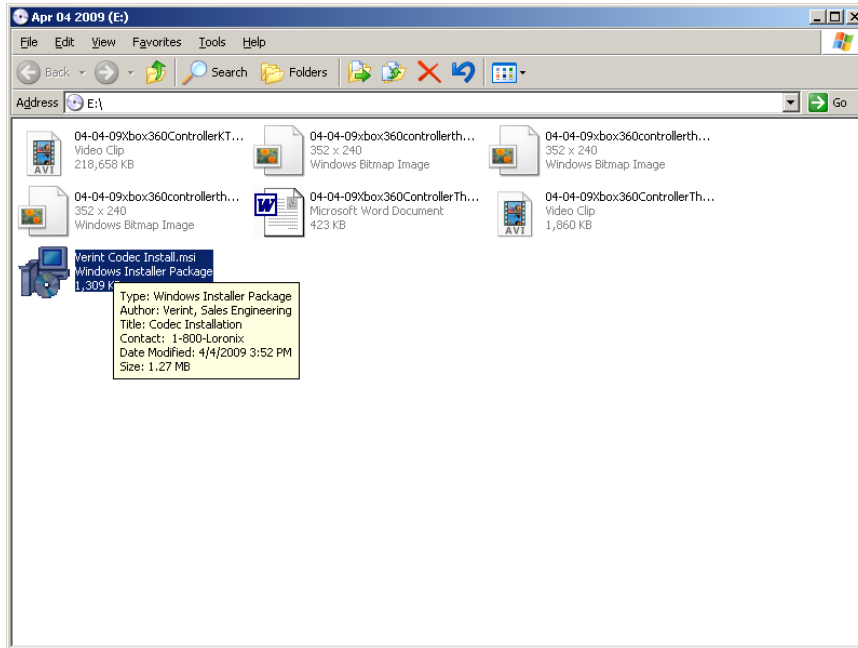 Apr 04 2009 (E:)
File Edit View Favorites Tools Help
Back Search Folders
Address E:\ Go
04-04-09Xbox360ControllerKT...
Video Clip
218,658 KB
AVI
04-04-09xbox360controllerth...
352 x 240
Windows Bitmap Image
04-04-09xbox360controllerth...
352 x 240
Windows Bitmap Image
04-04-09xbox360controllerth...
352 x 240
Windows Bitmap Image
04-04-09Xbox360ControllerTh...
Microsoft Word Document
423 KB
W
04-04-09Xbox360ControllerTh...
Video Clip
1,860 KB
AVI
Verint Codec Install.msi
Windows Installer Package
1,309 K
Type: Windows Installer Package
Author: Verint, Sales Engineering
Title: Codec Installation
Contact: 1-800-Loronix
Date Modified: 4/4/2009 3:52 PM
Size: 1.27 MB